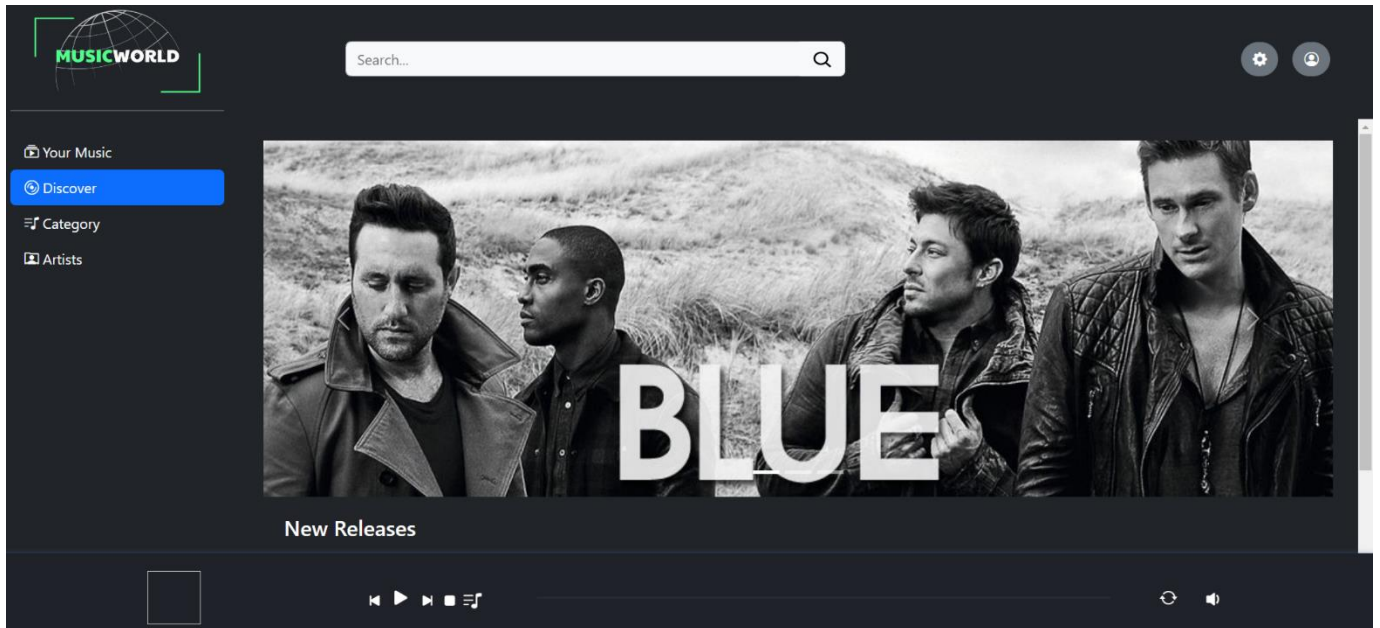 MUSICWORLD
Search...
Your Music
Discover
Category
Artists
BLUE
New Releases